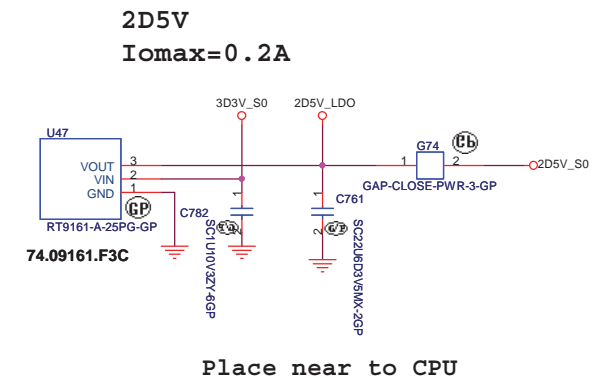 2D5V
Iomax=0.2A
3D3V_S0
2D5V_LDO
U47
VOUT 3
VIN 2
GND 1
GP
RT9161-A-25PG-GP
74.09161.F3C
C782
1
2
SC1U10V3ZY-6GP
C761
1
2
SC22U6D3V5MX-2GP
G74
1
2
GAP-CLOSE-PWR-3-GP
2D5V_S0
Place near to CPU